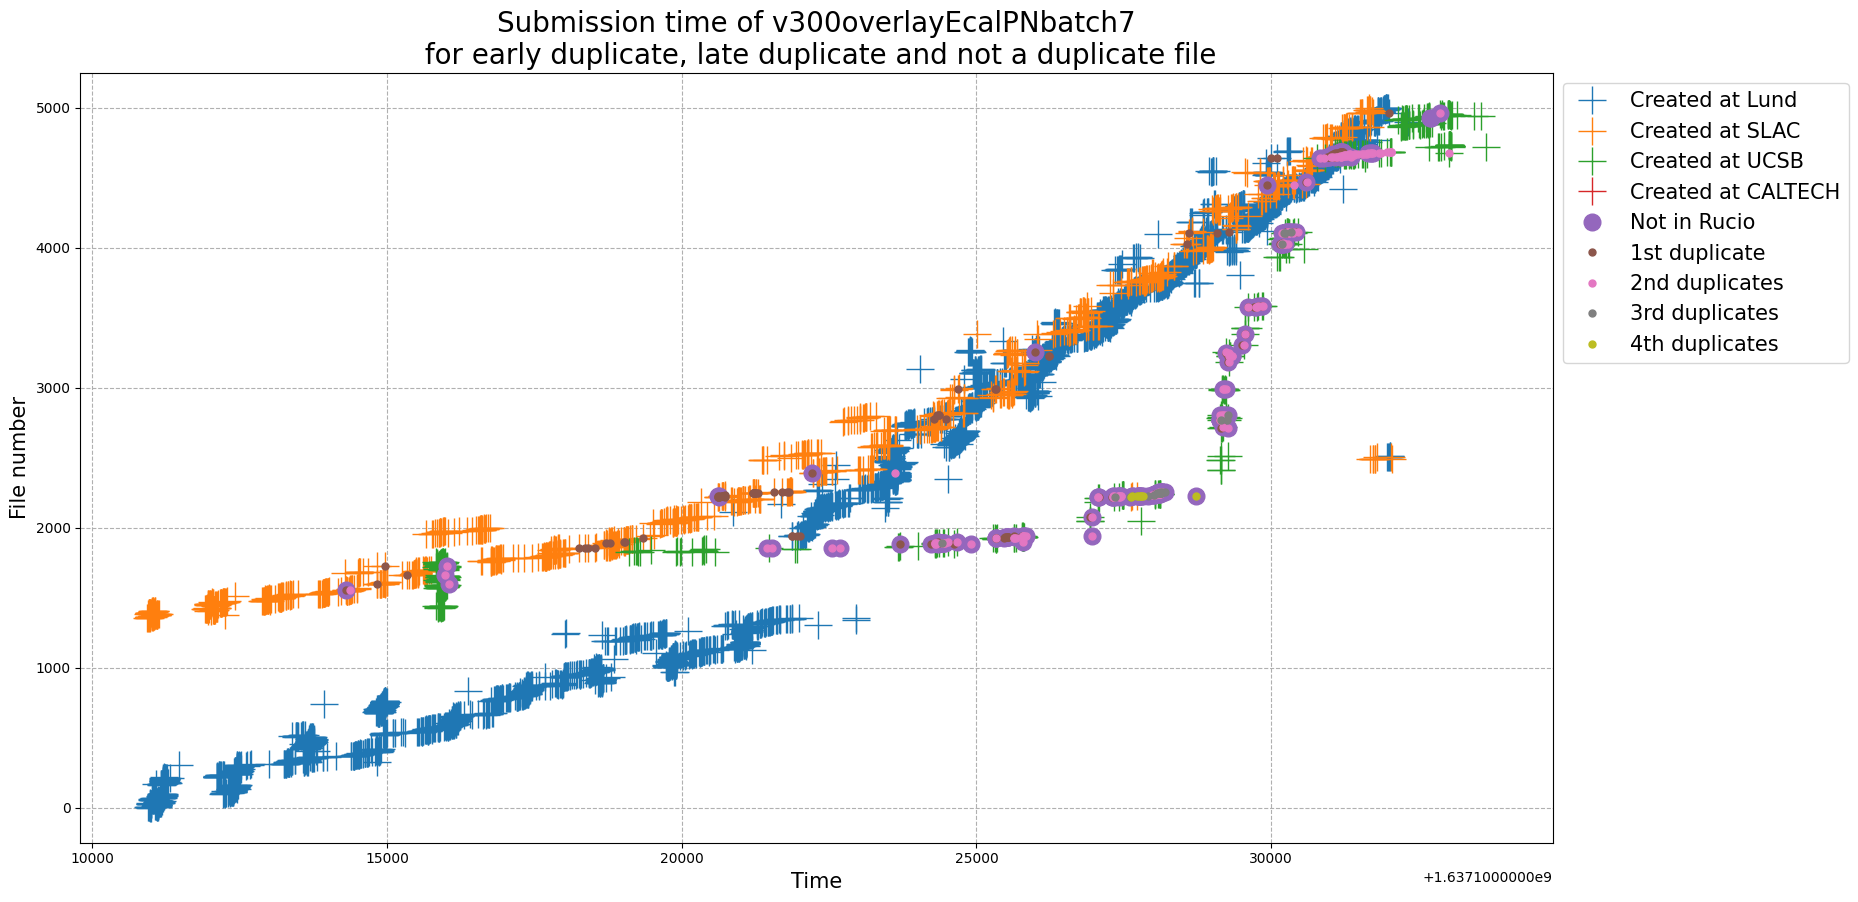 Submission time of v300overlayEcalPNbatch7
for early duplicate, late duplicate and not a duplicate file
File number
5000
4000
3000
2000
1000
0
10000
15000
20000
25000
30000
Time
+1.6371000000e9
Created at Lund
Created at SLAC
Created at UCSB
Created at CALTECH
Not in Rucio
1st duplicate
2nd duplicates
3rd duplicates
4th duplicates